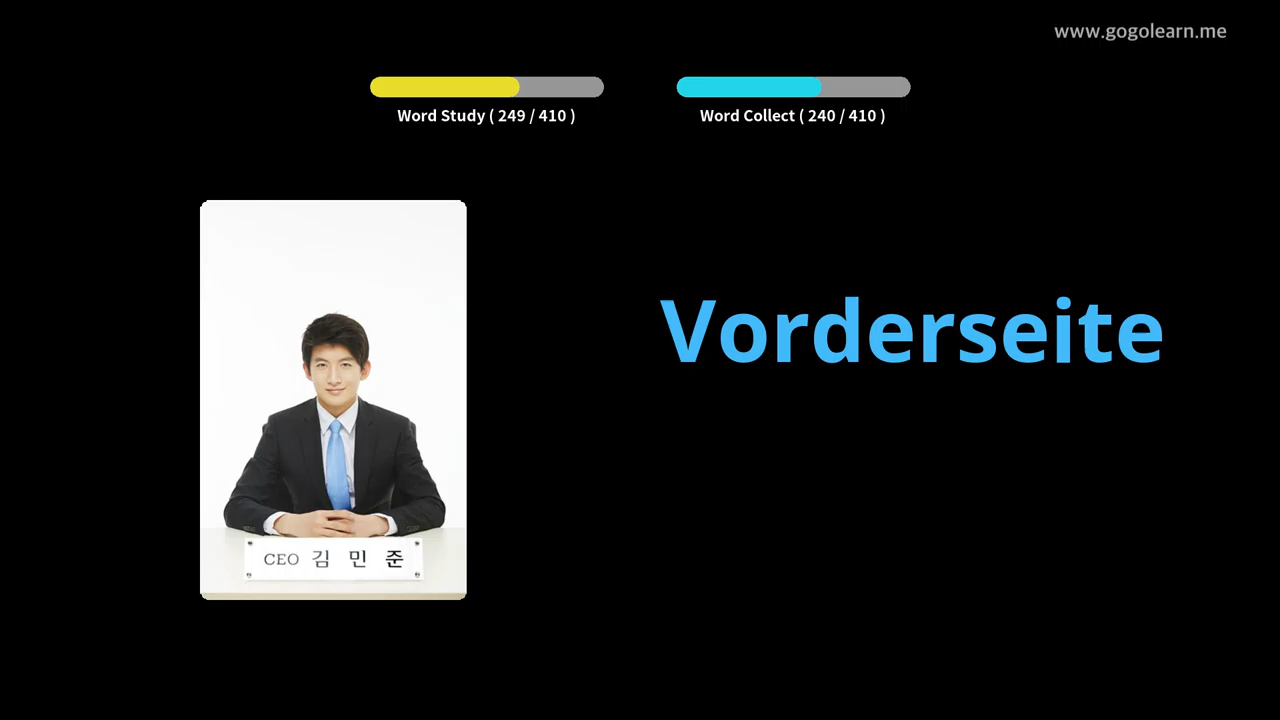 www.gogolearn.me
Word Study ( 249 / 410 )
Word Collect ( 240 / 410 )
Vorderseite
CEO 김 민 준